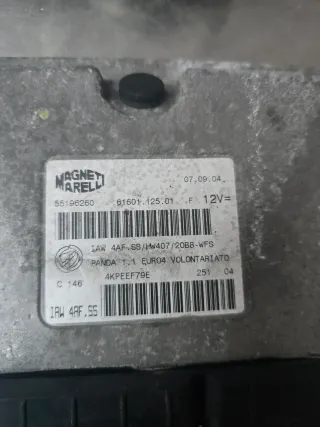 MAGNETI
MARELLI
07.09.04
55196260 61601.125.01 F 12V=
IAW 4AF.SS/HW407/20B8-WFS
PANDA 1.1 EURO4 VOLONTARIATO
4KPEEF79E 251 04
C 146
IAW 4AF.SS